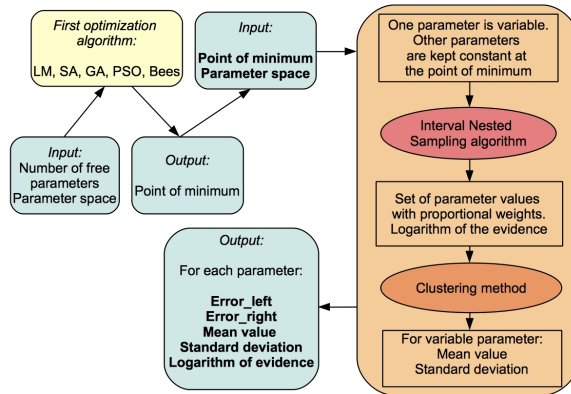 First optimization
algorithm:
LM, SA, GA, PSO, Bees
Input:
Number of free
parameters
Parameter space
Output:
Point of minimum
Input:
Point of minimum
Parameter space
One parameter is variable.
Other parameters
are kept constant at
the point of minimum
Interval Nested
Sampling algorithm
Set of parameter values
with proportional weights.
Logarithm of the evidence
Clustering method
For variable parameter:
Mean value
Standard deviation
Output:
For each parameter:
Error_left
Error_right
Mean value
Standard deviation
Logarithm of evidence